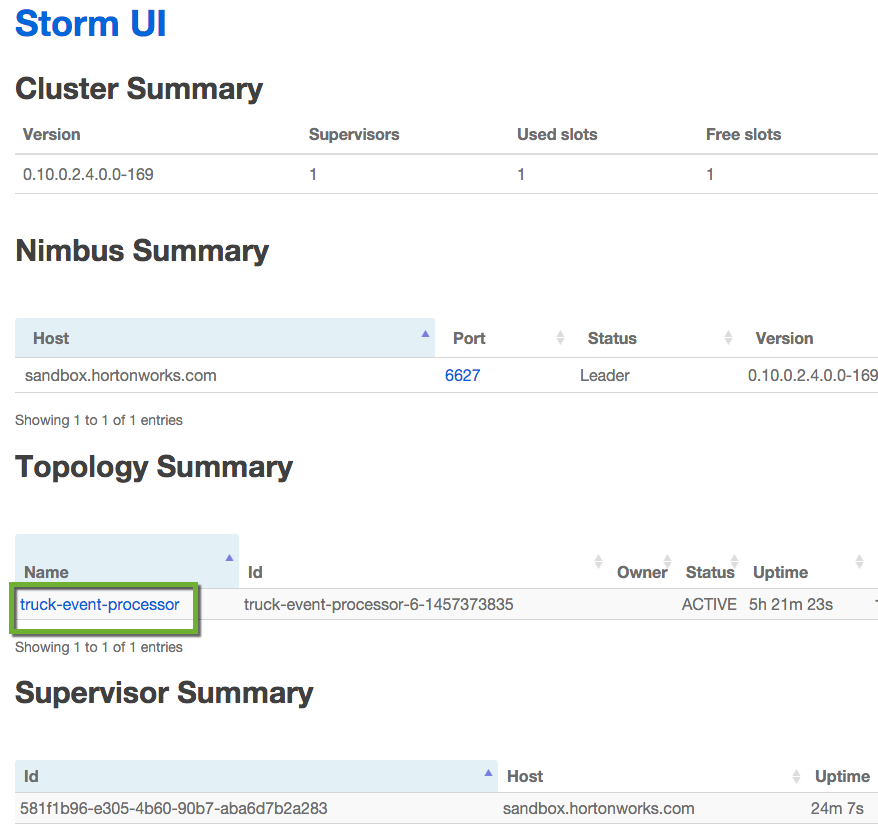 Storm UI
Cluster Summary
Version Supervisors Used slots Free slots
0.10.0.2.4.0.0-169 1 1 1
Nimbus Summary
Host Port Status Version
sandbox.hortonworks.com 6627 Leader 0.10.0.2.4.0.0-169
Showing 1 to 1 of 1 entries
Topology Summary
Name Id Owner Status Uptime
truck-event-processor truck-event-processor-6-1457373835 ACTIVE 5h 21m 23s
Showing 1 to 1 of 1 entries
Supervisor Summary
Id Host Uptime
581f1b96-e305-4b60-90b7-aba6d7b2a283 sandbox.hortonworks.com 24m 7s